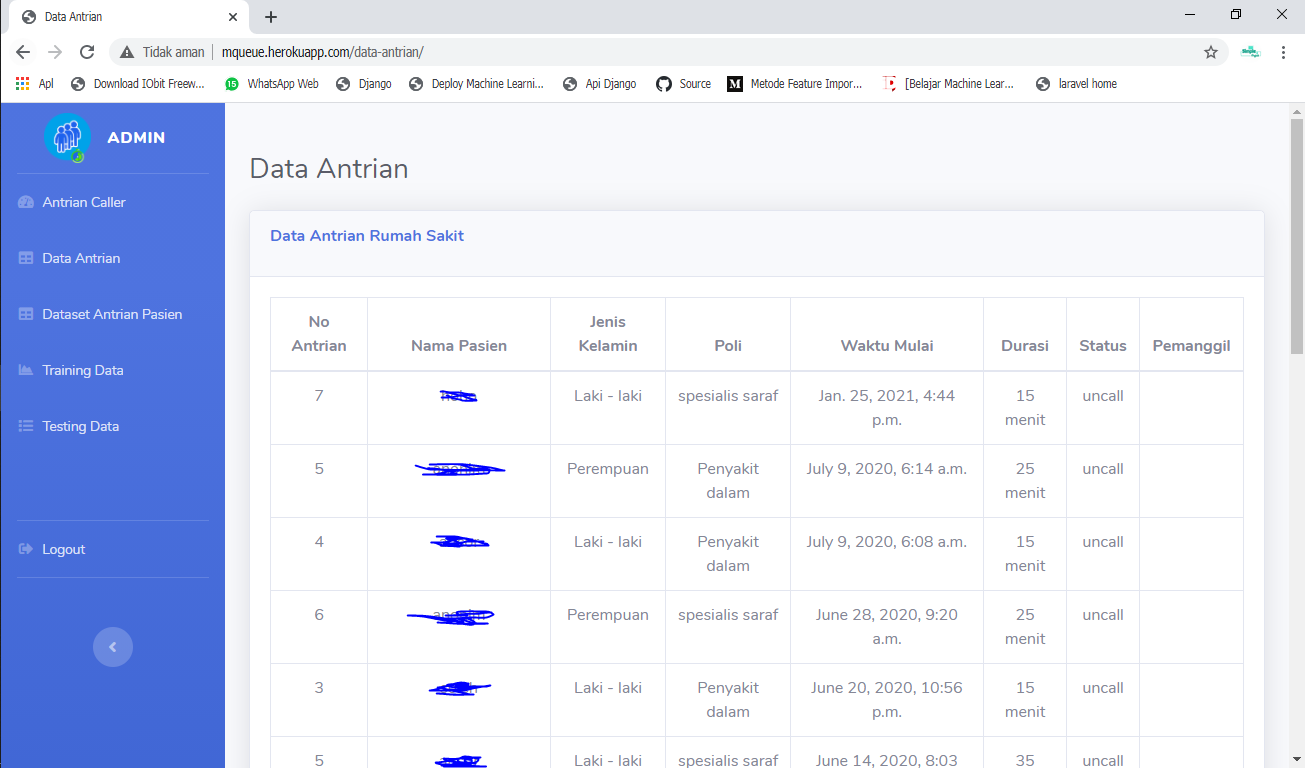 Data Antrian
Tidak aman | mqueue.herokuapp.com/data-antrian/
Apl Download IObit Freew... 15 WhatsApp Web Django Deploy Machine Learni... Api Django Source M Metode Feature Impor... [Belajar Machine Lear... laravel home
ADMIN
Antrian Caller
Data Antrian
Dataset Antrian Pasien
Training Data
Testing Data
Logout
Data Antrian
Data Antrian Rumah Sakit
No Jenis
Antrian Nama Pasien Kelamin Poli Waktu Mulai Durasi Status Pemanggil
7 Laki - laki spesialis saraf Jan. 25, 2021, 4:44 15 uncall
p.m. menit
5 Perempuan Penyakit July 9, 2020, 6:14 a.m. 25 uncall
dalam menit
4 Laki - laki Penyakit July 9, 2020, 6:08 a.m. 15 uncall
dalam menit
6 Perempuan spesialis saraf June 28, 2020, 9:20 25 uncall
a.m. menit
3 Laki - laki Penyakit June 20, 2020, 10:56 15 uncall
dalam p.m. menit
5 Laki - laki spesialis saraf June 14, 2020, 8:03 35 uncall